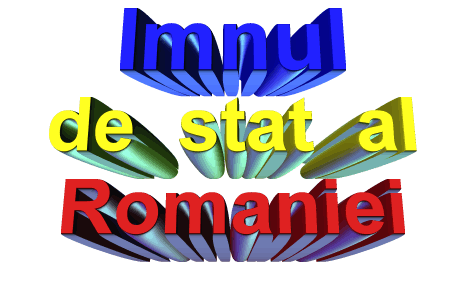 Imnul
de stat al
Romaniei